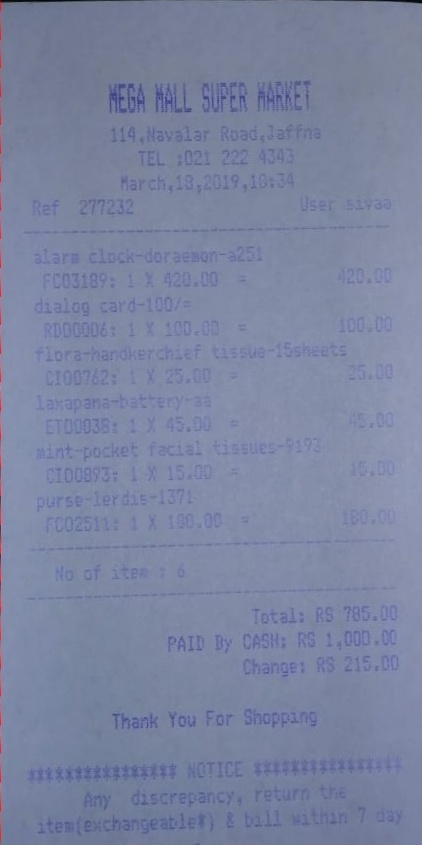 MEGA MALL SUPER MARKET
114,Navalar Road,Jaffna
TEL :021 222 4343
March,18,2019,18:34
Ref 277232 User sivaa
alarm clock-doraemon-a251
FC03189: 1 X 420.00 = 420.00
dialog card-100/=
RD00006: 1 X 100.00 = 100.00
flora-handkerchief tissue-15sheets
CI00762: 1 X 25.00 = 25.00
laxapana-battery-aa
ET00038: 1 X 45.00 = 45.00
mint-pocket facial tissues-9193
CI00893: 1 X 15.00 = 15.00
purse-lerdis-1371
FC02511: 1 X 180.00 = 180.00
No of item : 6
Total: RS 785.00
PAID By CASH: RS 1,000.00
Change: RS 215.00
Thank You For Shopping
**************** NOTICE ****************
Any discrepancy, return the
item(exchangeable*) & bill within 7 day